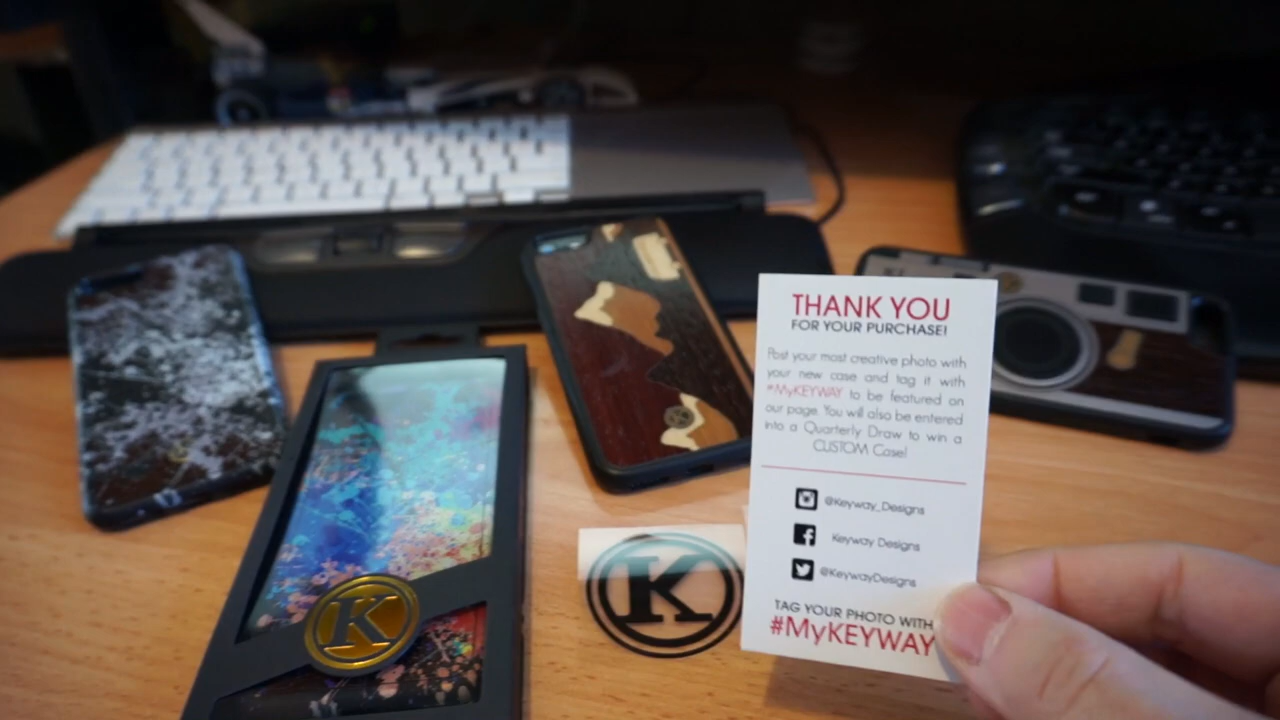 THANK YOU
FOR YOUR PURCHASE!
Post your most creative photo with
your new case and tag it with
#MyKEYWAY to be featured on
our page. You will also be entered
into a Quarterly Draw to win a
CUSTOM Case!
@Keyway_Designs
Keyway Designs
@KeywayDesigns
TAG YOUR PHOTO WITH
#MyKEYWAY
K
K